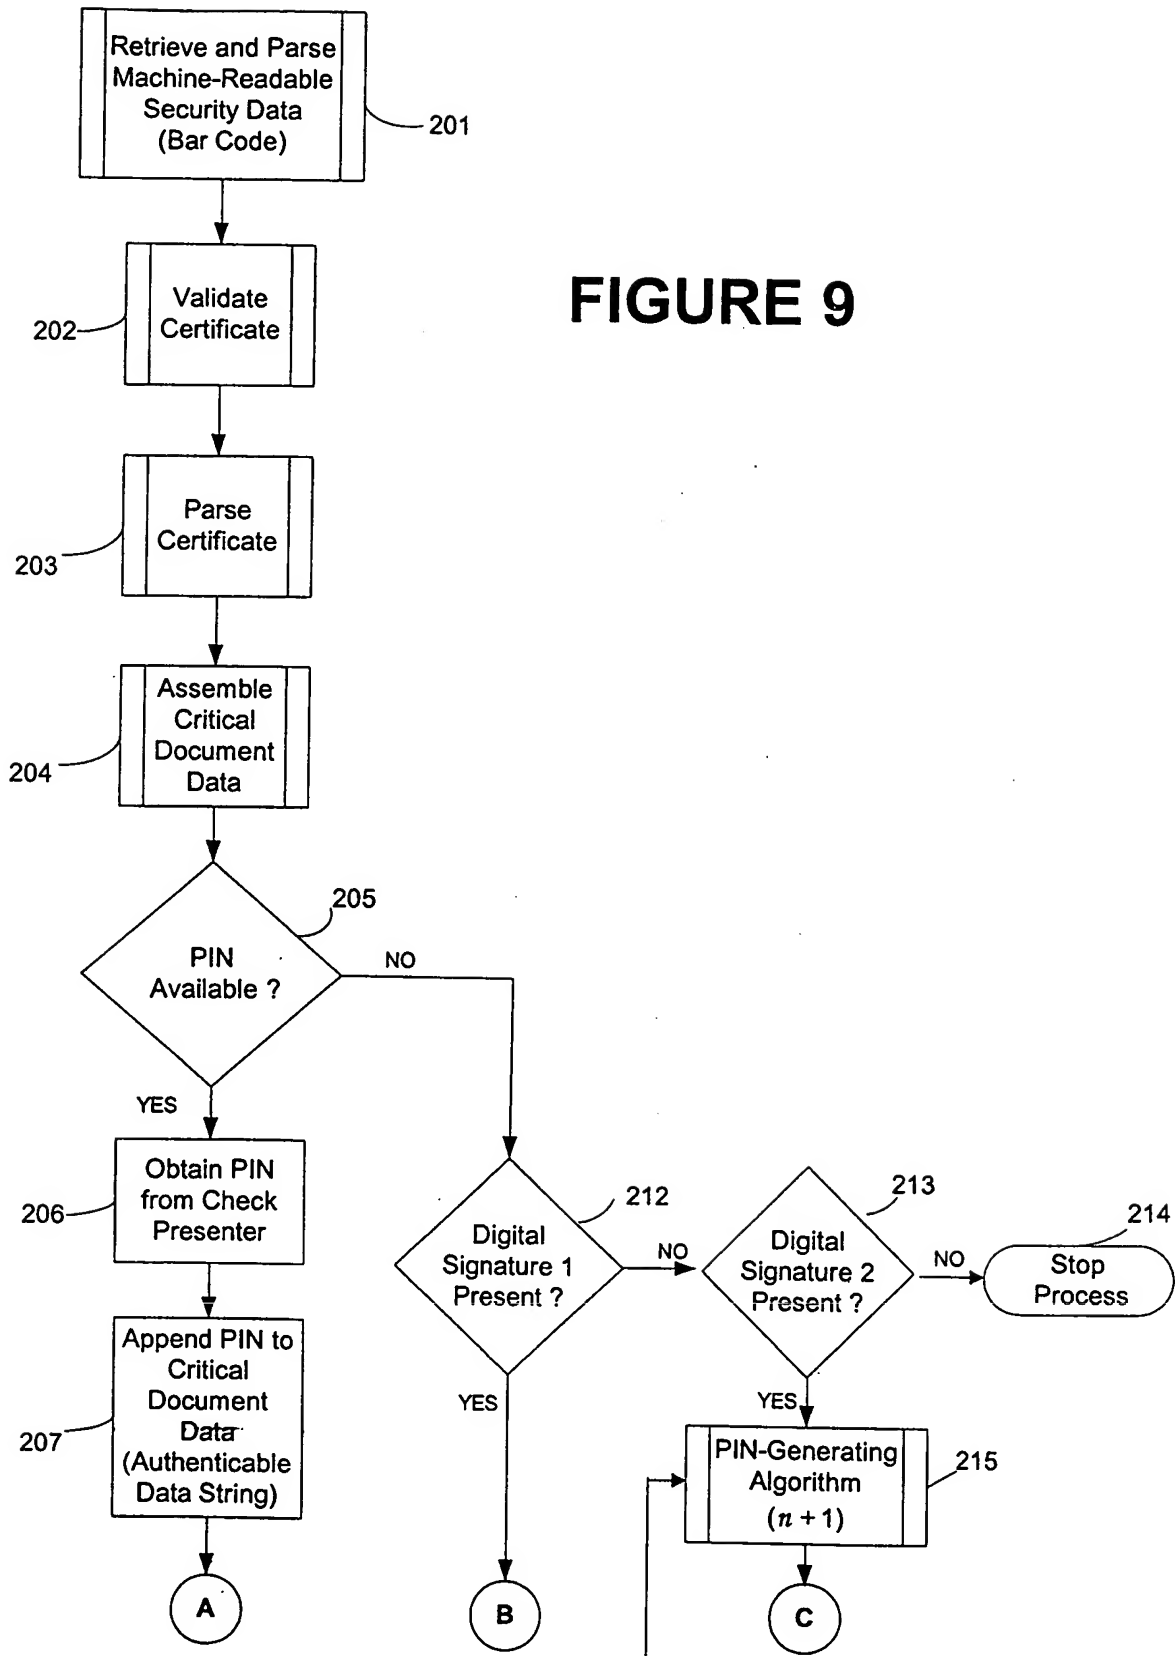 Retrieve and Parse
Machine-Readable
Security Data
(Bar Code)
201
FIGURE 9
Validate
Certificate
202
Parse
Certificate
203
Assemble
Critical
Document
Data
204
205
PIN
Available ?
NO
YES
Obtain PIN
from Check
Presenter
206
212
Digital
Signature 1
Present ?
NO
213
Digital
Signature 2
Present ?
NO
214
Stop
Process
Append PIN to
Critical
Document
Data
(Authenticable
Data String)
207
YES
YES
PIN-Generating
Algorithm
(n + 1)
215
A
B
C